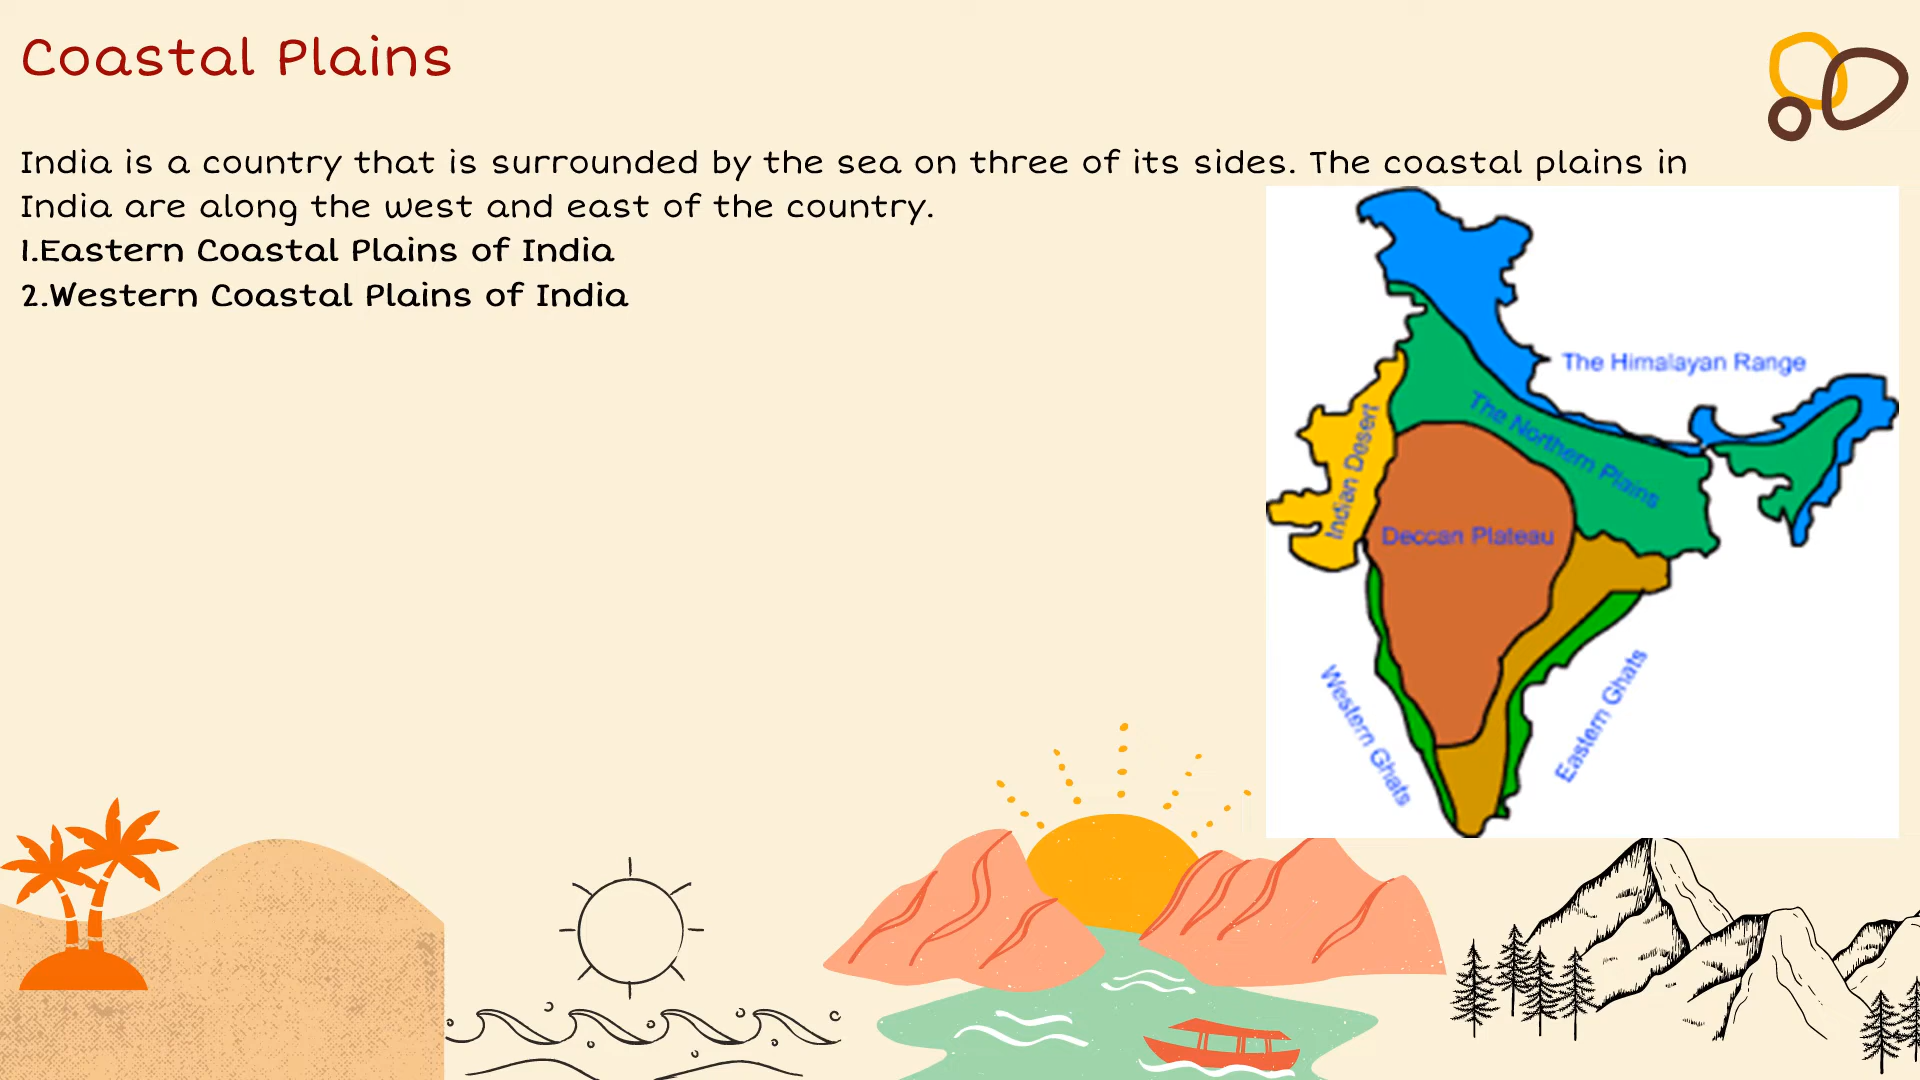 Coastal Plains
India is a country that is surrounded by the sea on three of its sides. The coastal plains in
India are along the west and east of the country.
1.Eastern Coastal Plains of India
2.Western Coastal Plains of India
The Himalayan Range
The Northern Plains
Indian Desert
Deccan Plateau
Western Ghats
Eastern Ghats